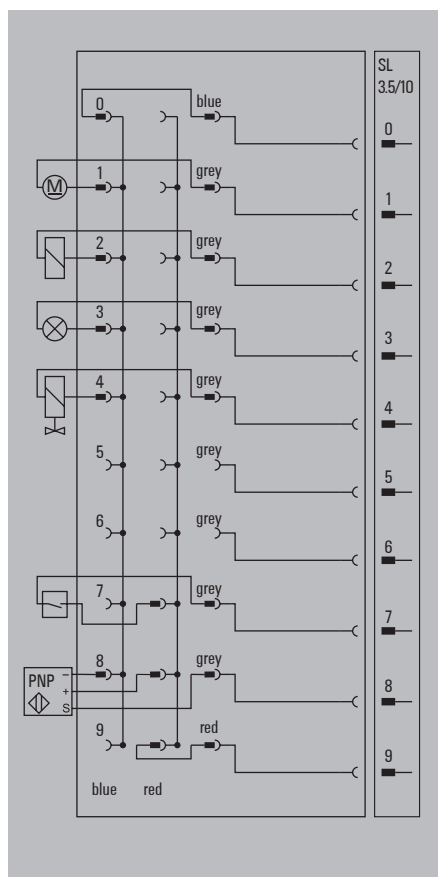 SL
3.5/10
0 blue 0
M 1 grey 1
2 grey 2
3 grey 3
4 grey 4
5 grey 5
6 grey 6
7 grey 7
8 grey 8
PNP −
+
S
9 red 9
blue red